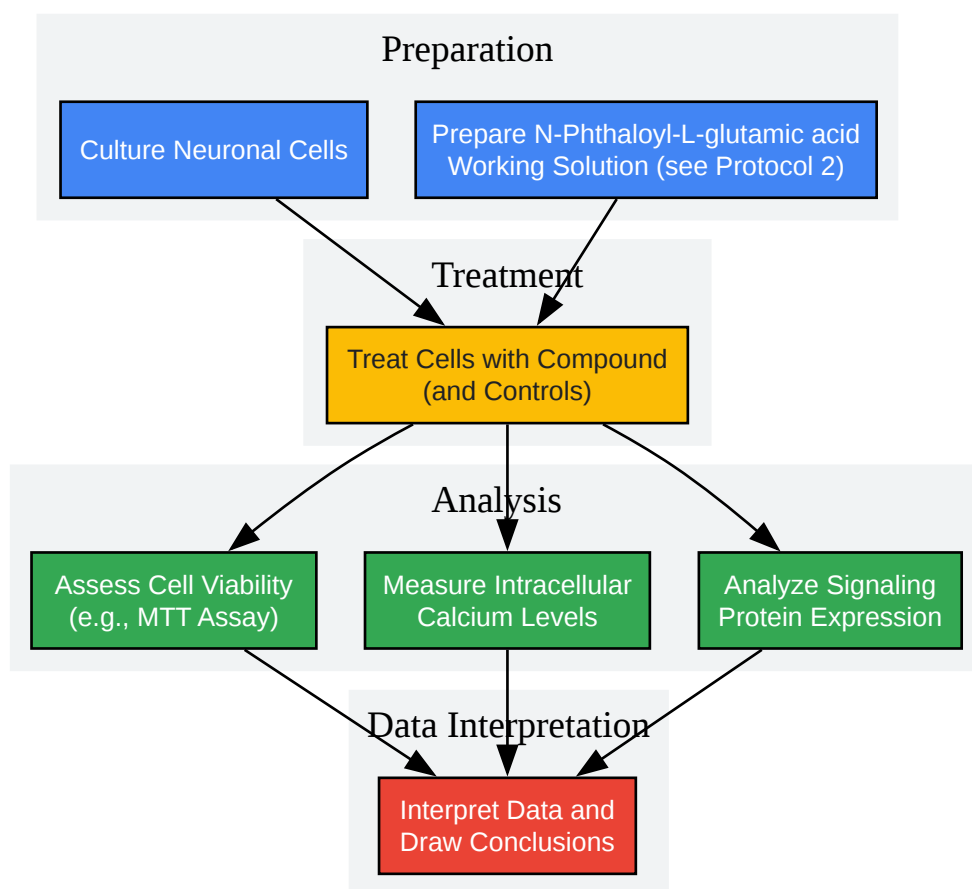 Preparation
Culture Neuronal Cells
Prepare N-Phthaloyl-L-glutamic acid
Working Solution (see Protocol 2)
Treatment
Treat Cells with Compound
(and Controls)
Analysis
Assess Cell Viability
(e.g., MTT Assay)
Measure Intracellular
Calcium Levels
Analyze Signaling
Protein Expression
Data Interpretation
Interpret Data and
Draw Conclusions